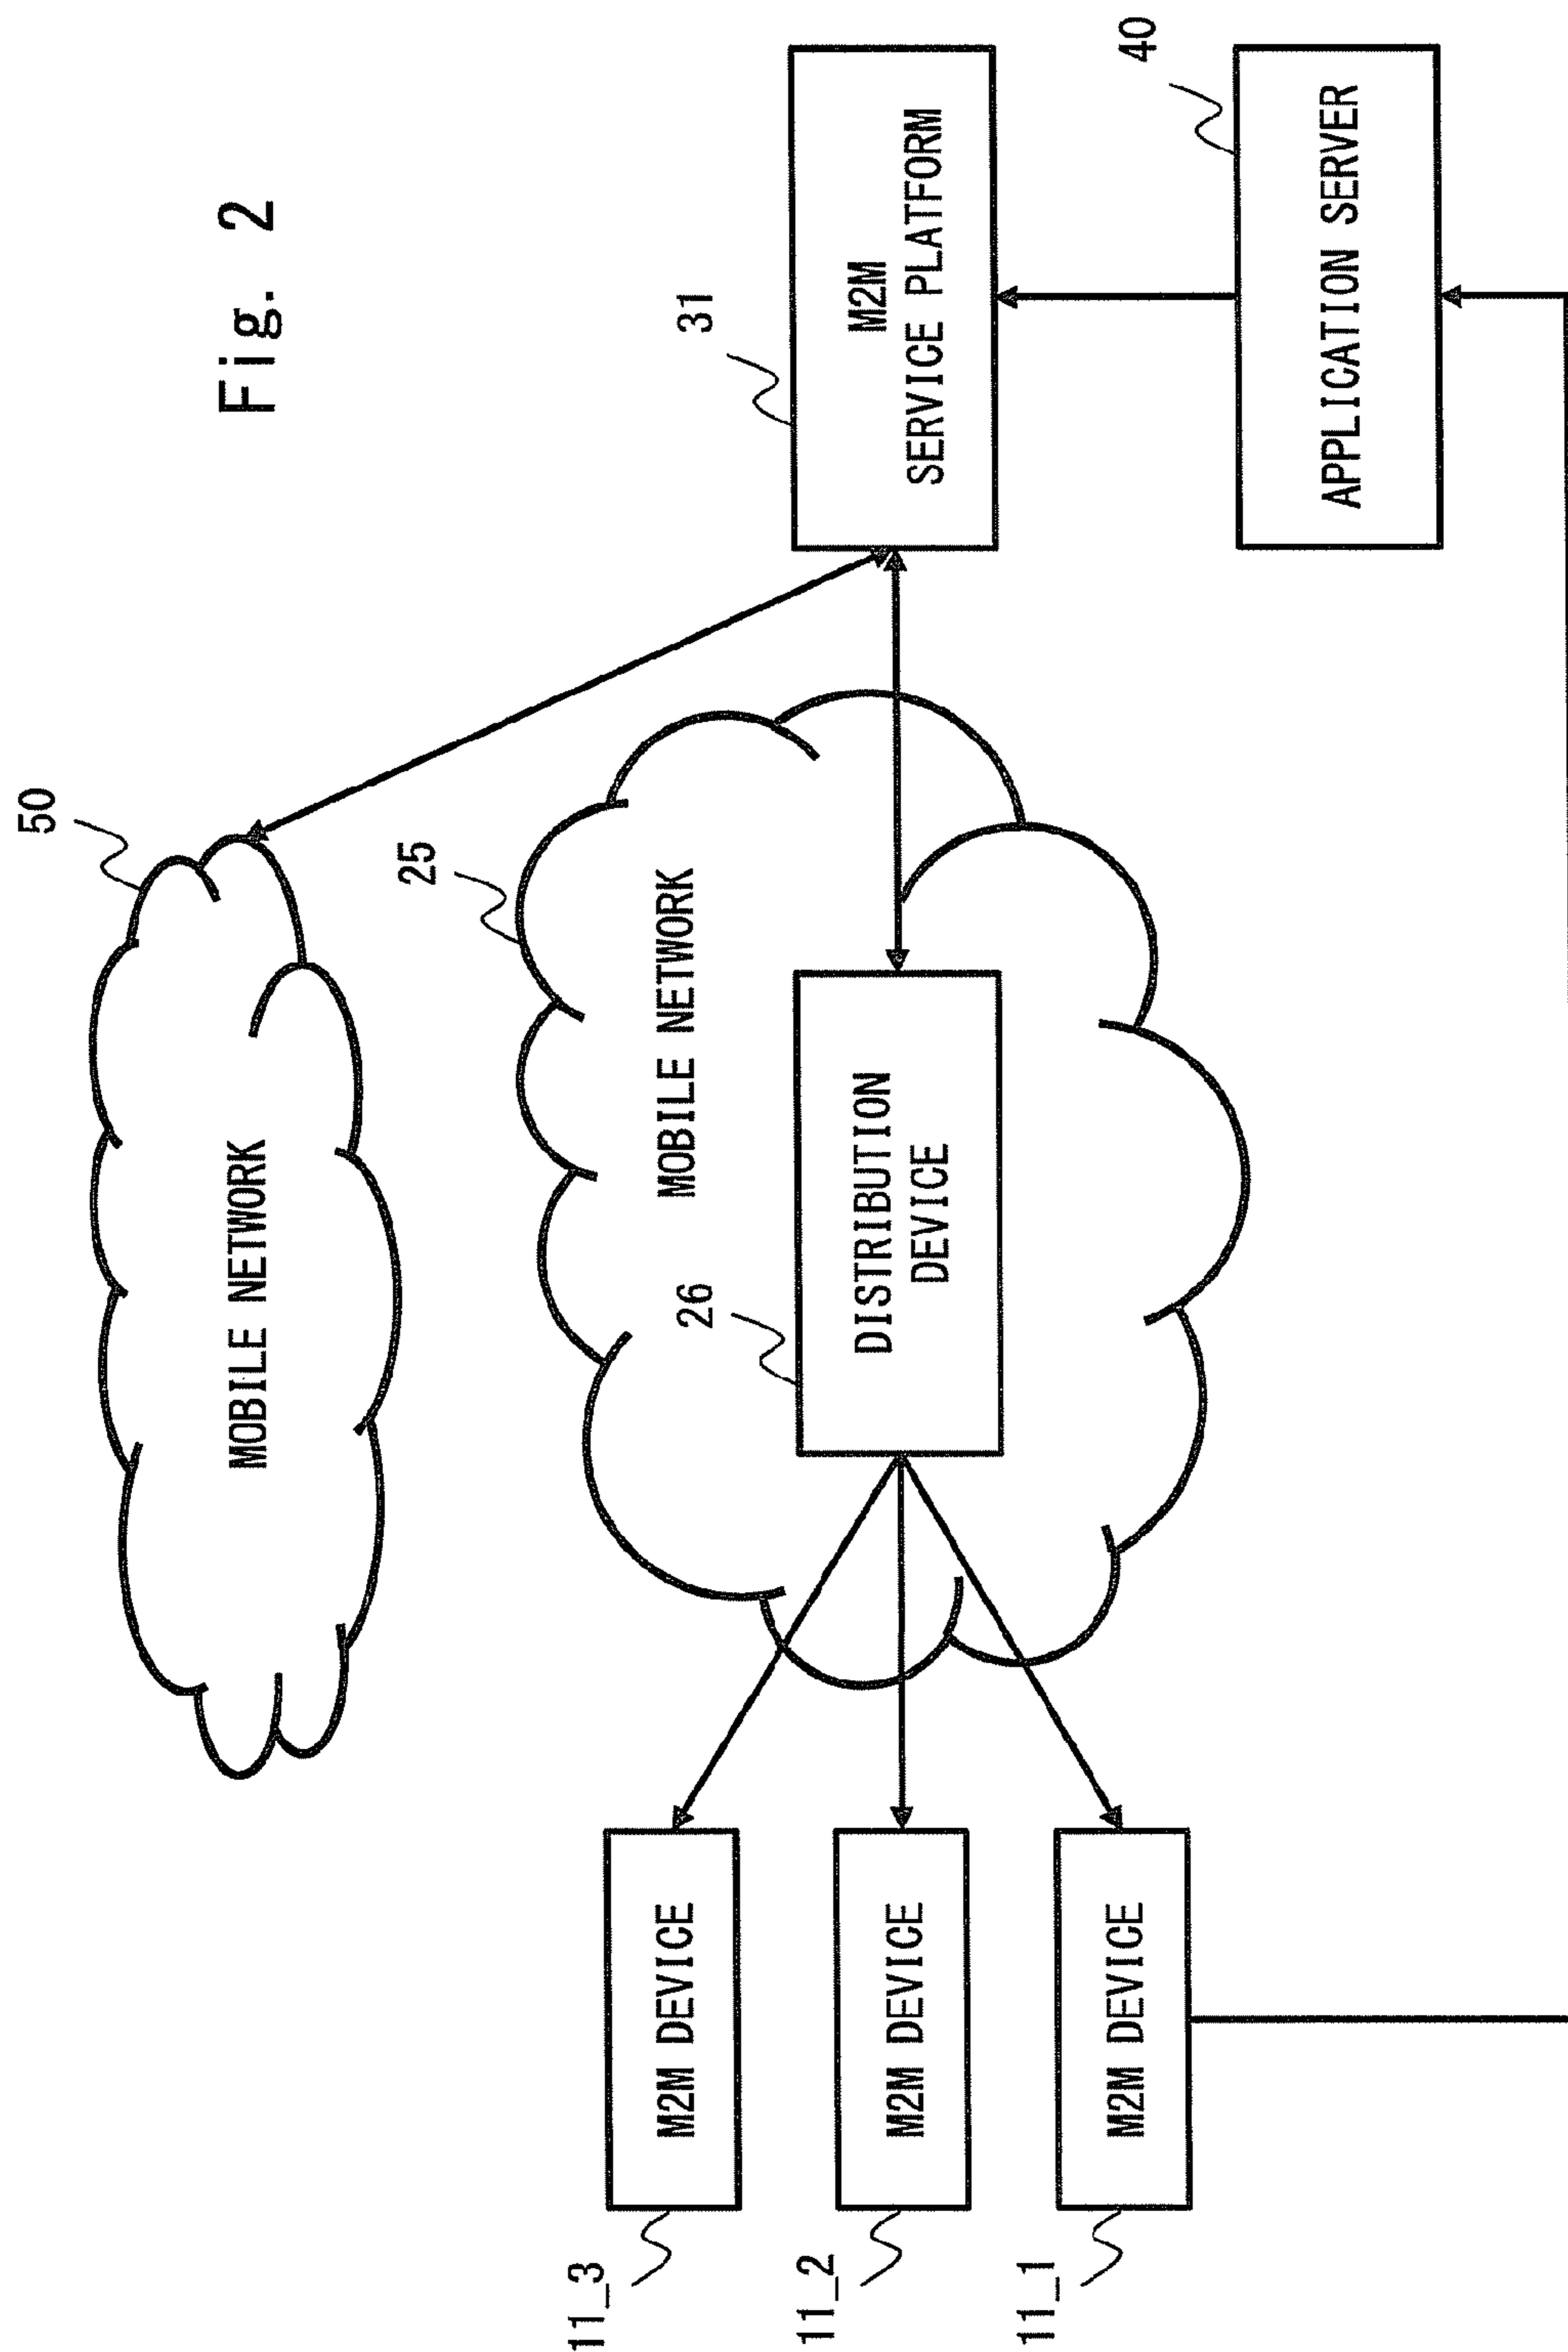 Fig. 2
50
MOBILE NETWORK
25
MOBILE NETWORK
31
M2M
SERVICE PLATFORM
26
DISTRIBUTION
DEVICE
40
APPLICATION SERVER
11_3
M2M DEVICE
11_2
M2M DEVICE
11_1
M2M DEVICE